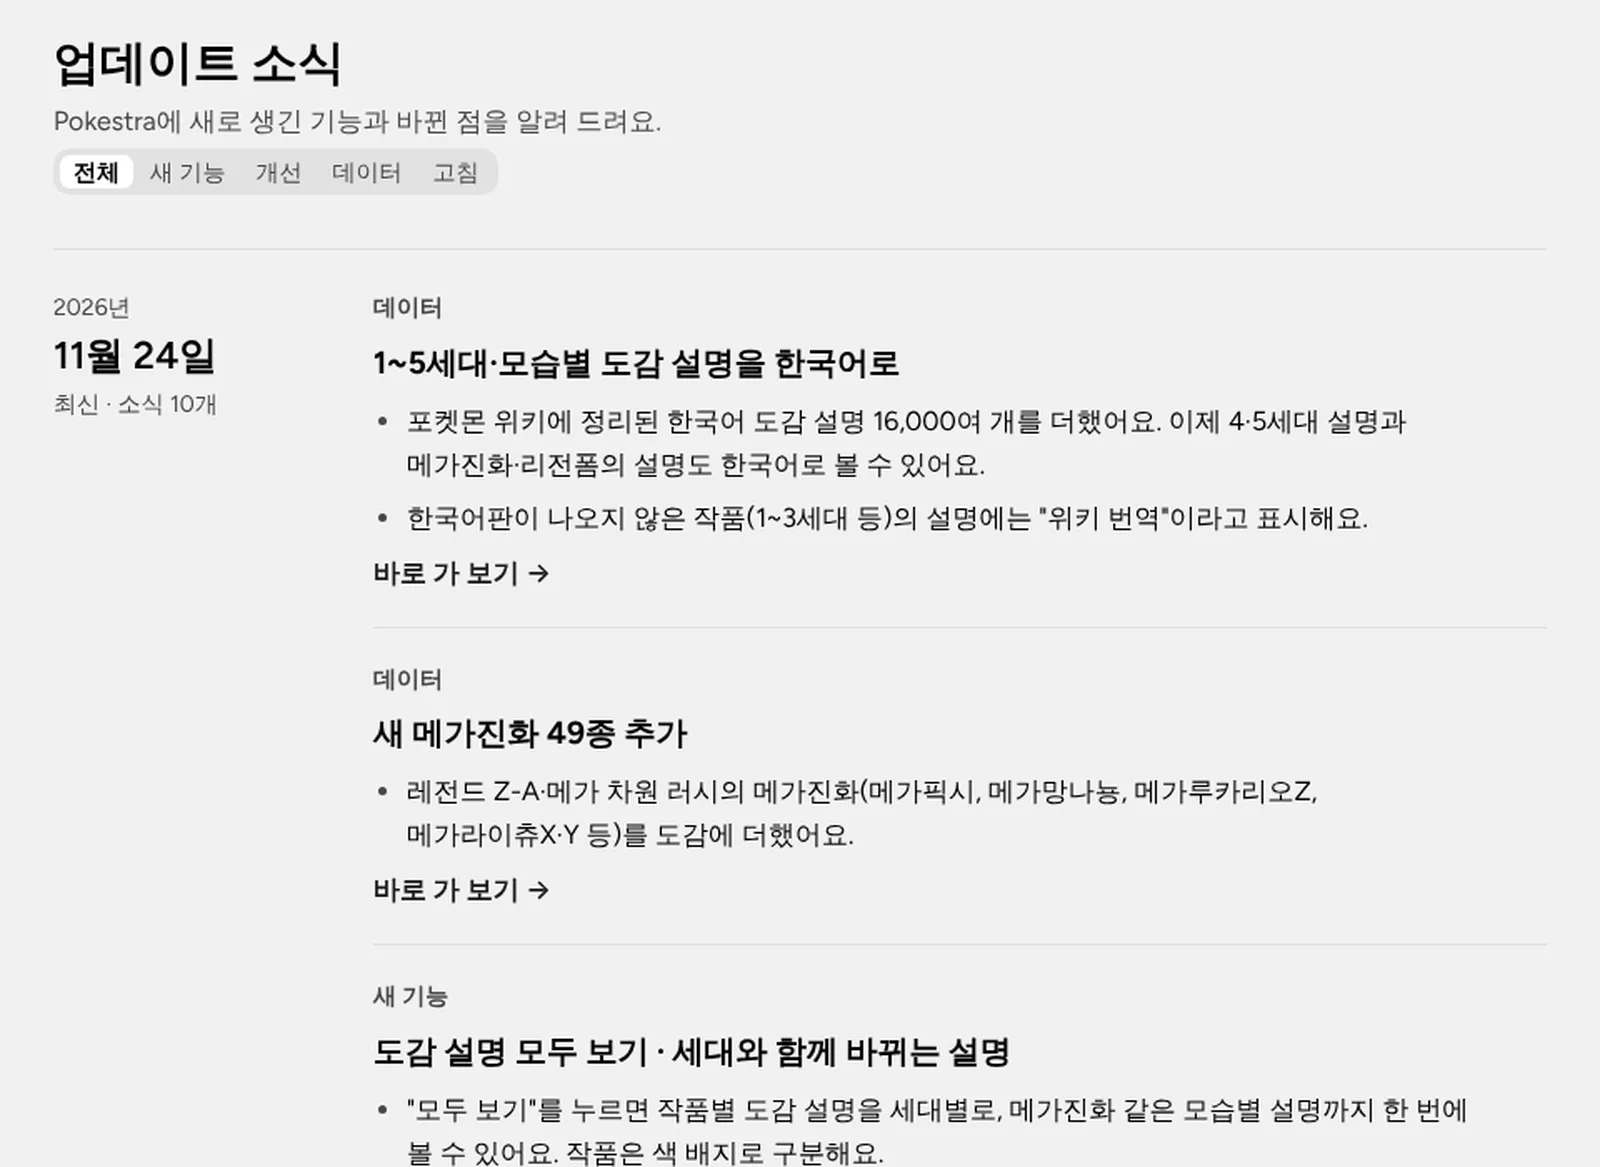 업데이트 소식
Pokestra에 새로 생긴 기능과 바뀐 점을 알려 드려요.
전체 새 기능 개선 데이터 고침
2026년
11월 24일
최신 · 소식 10개
데이터
1~5세대·모습별 도감 설명을 한국어로
• 포켓몬 위키에 정리된 한국어 도감 설명 16,000여 개를 더했어요. 이제 4·5세대 설명과
메가진화·리전폼의 설명도 한국어로 볼 수 있어요.
• 한국어판이 나오지 않은 작품(1~3세대 등)의 설명에는 "위키 번역"이라고 표시해요.
바로 가 보기 →
데이터
새 메가진화 49종 추가
• 레전드 Z-A·메가 차원 러시의 메가진화(메가픽시, 메가망나뇽, 메가루카리오Z,
메가라이츄X·Y 등)를 도감에 더했어요.
바로 가 보기 →
새 기능
도감 설명 모두 보기 · 세대와 함께 바뀌는 설명
• "모두 보기"를 누르면 작품별 도감 설명을 세대별로, 메가진화 같은 모습별 설명까지 한 번에
볼 수 있어요. 작품은 색 배지로 구분해요.